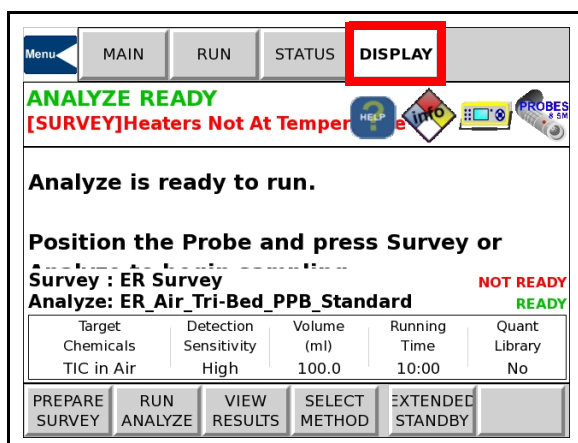 Menu MAIN RUN STATUS DISPLAY
ANALYZE READY
[SURVEY]Heaters Not At Temper e
HELP info PROBES & SM
Analyze is ready to run.
Position the Probe and press Survey or
Survey : ER Survey NOT READY
Analyze: ER_Air_Tri-Bed_PPB_Standard READY
Target Detection Volume Running Quant
Chemicals Sensitivity (ml) Time Library
TIC in Air High 100.0 10:00 No
PREPARE RUN VIEW SELECT EXTENDED
SURVEY ANALYZE RESULTS METHOD STANDBY